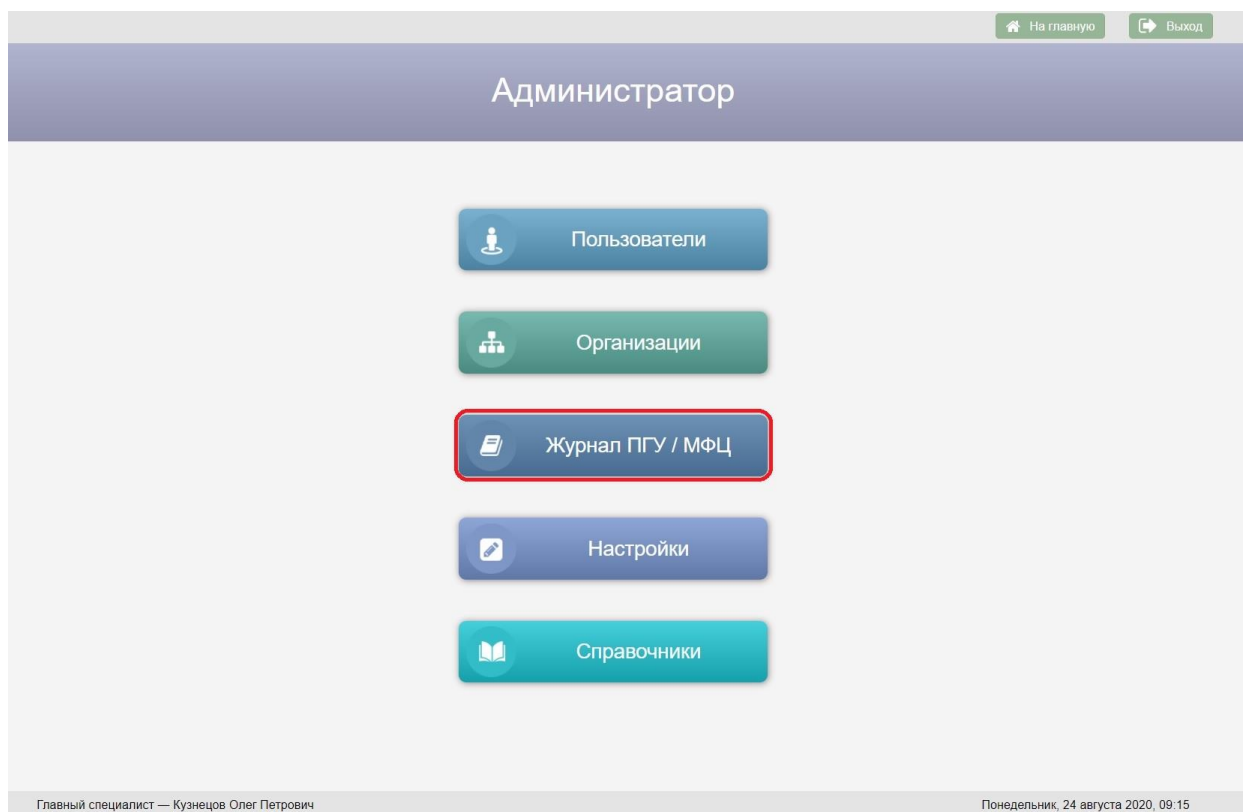 На главную
Выход
Администратор
Пользователи
Организации
Журнал ПГУ / МФЦ
Настройки
Справочники
Главный специалист — Кузнецов Олег Петрович
Понедельник, 24 августа 2020, 09:15